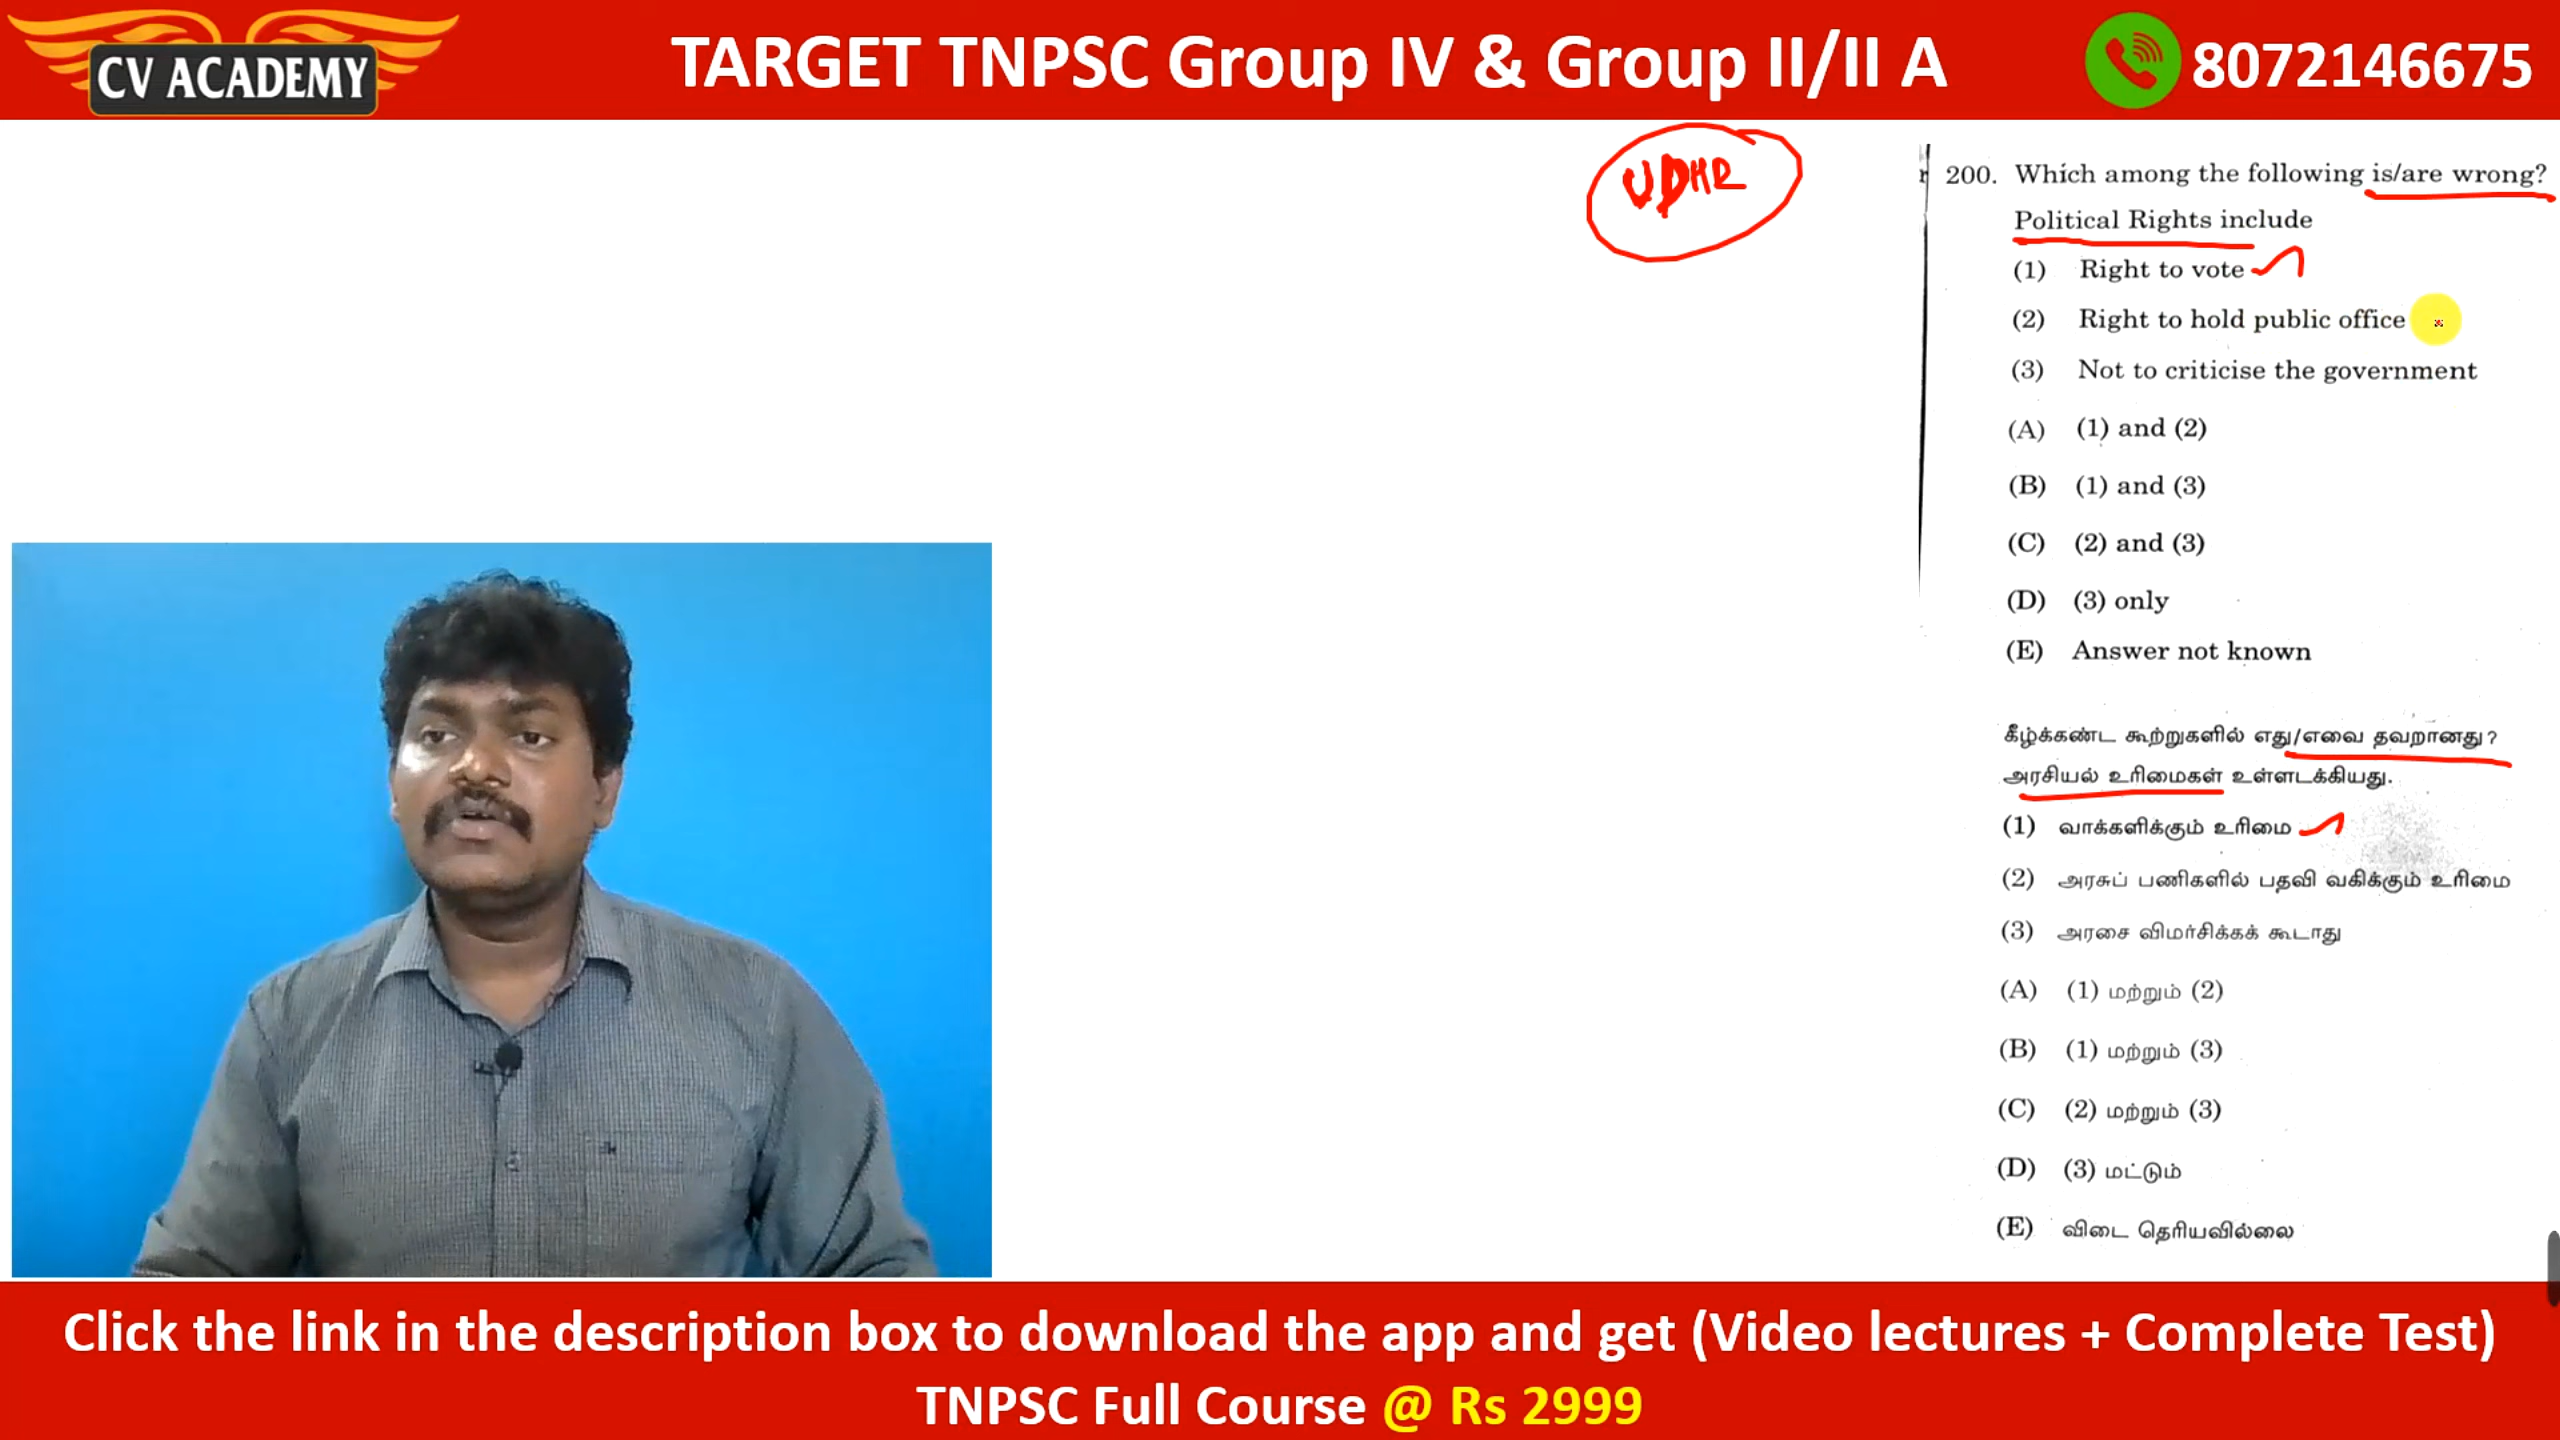 CV ACADEMY
TARGET TNPSC Group IV & Group II/II A
8072146675
UDHR
200. Which among the following is/are wrong?
Political Rights include
(1) Right to vote
(2) Right to hold public office
(3) Not to criticise the government
(A) (1) and (2)
(B) (1) and (3)
(C) (2) and (3)
(D) (3) only
(E) Answer not known
கீழ்க்கண்ட கூற்றுகளில் எது/எவை தவறானது?
அரசியல் உரிமைகள் உள்ளடக்கியது.
(1) வாக்களிக்கும் உரிமை
(2) அரசுப் பணிகளில் பதவி வகிக்கும் உரிமை
(3) அரசை விமர்சிக்கக் கூடாது
(A) (1) மற்றும் (2)
(B) (1) மற்றும் (3)
(C) (2) மற்றும் (3)
(D) (3) மட்டும்
(E) விடை தெரியவில்லை
Click the link in the description box to download the app and get (Video lectures + Complete Test)
TNPSC Full Course @ Rs 2999